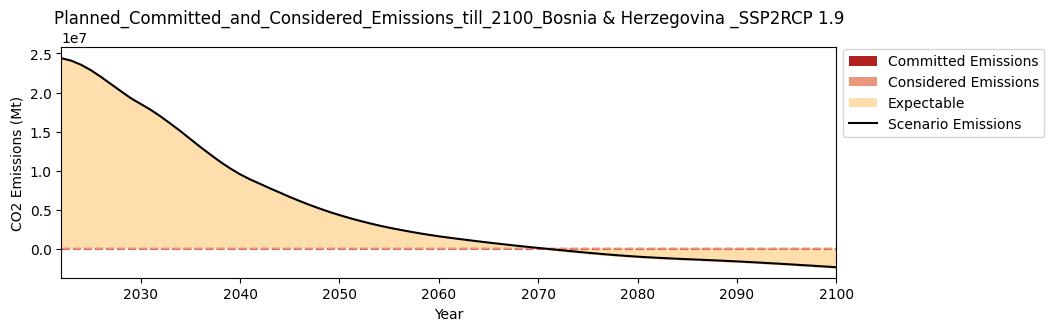 Planned_Committed_and_Considered_Emissions_till_2100_Bosnia & Herzegovina _SSP2RCP 1.9
1e7
2.5
2.0
1.5
1.0
0.5
0.0
CO2 Emissions (Mt)
2030
2040
2050
2060
2070
2080
2090
2100
Year
Committed Emissions
Considered Emissions
Expectable
Scenario Emissions